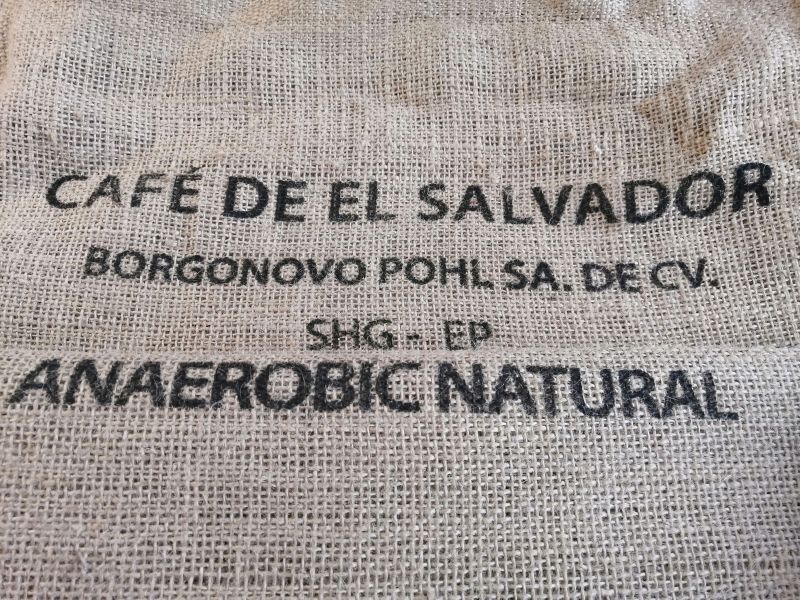 CAFÉ DE EL SALVADOR
BORGONOVO POHL SA. DE CV.
SHG - EP
ANAEROBIC NATURAL